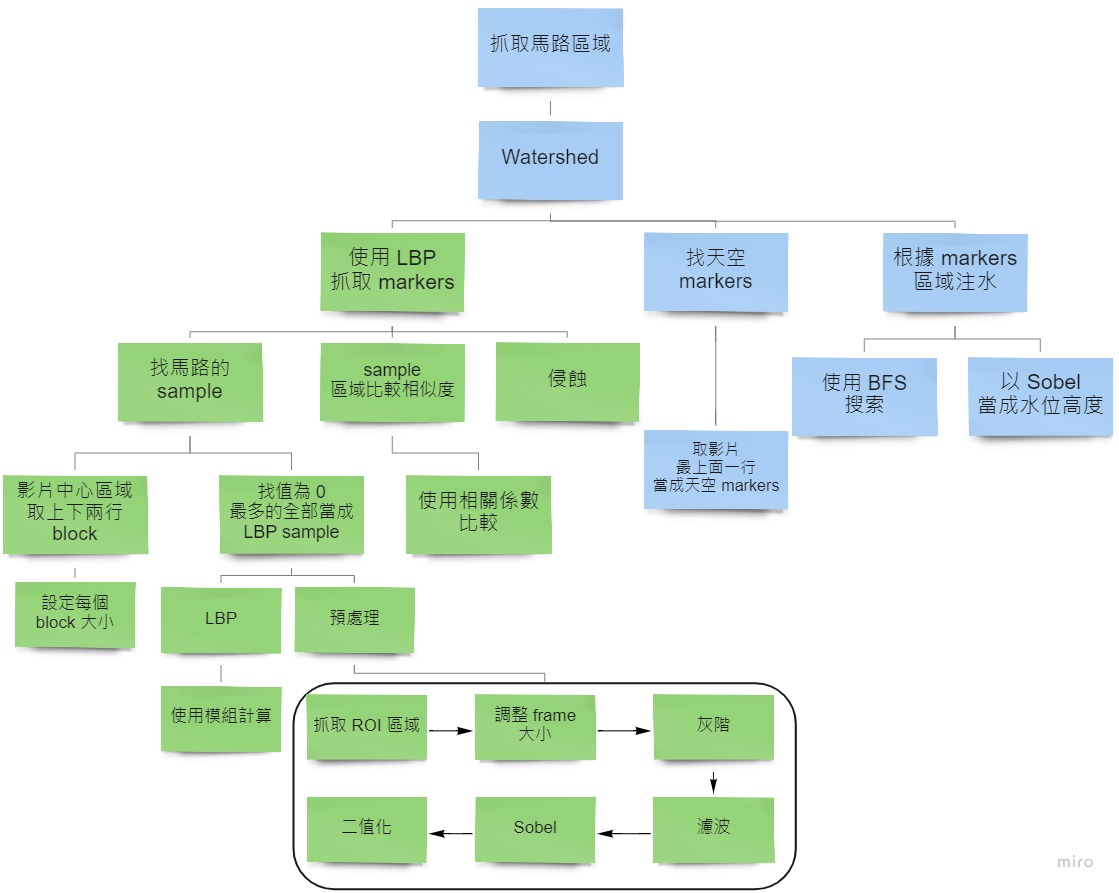 抓取馬路區域
Watershed
使用 LBP
抓取 markers
找天空
markers
根據 markers
區域注水
找馬路的
sample
sample
區域比較相似度
侵蝕
使用 BFS
搜索
以 Sobel
當成水位高度
取影片
最上面一行
當成天空 markers
影片中心區域
取上下兩行
block
找值為 0
最多的全部當成
LBP sample
使用相關係數
比較
設定每個
block 大小
LBP
預處理
使用模組計算
抓取 ROI 區域
調整 frame
大小
灰階
二值化
Sobel
濾波
miro